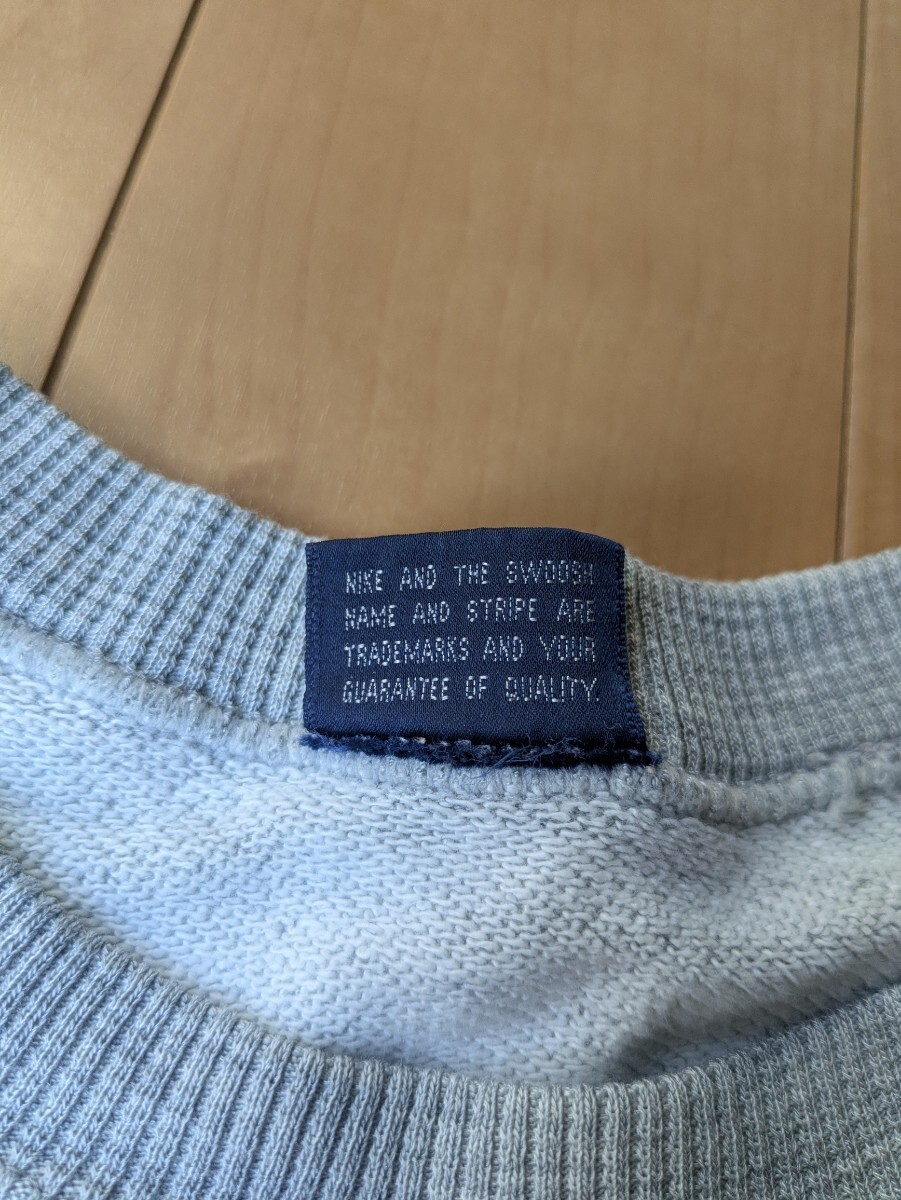 NIKE AND THE SWOOSH
NAME AND STRIPE ARE
TRADEMARKS AND YOUR
GUARANTEE OF QUALITY.